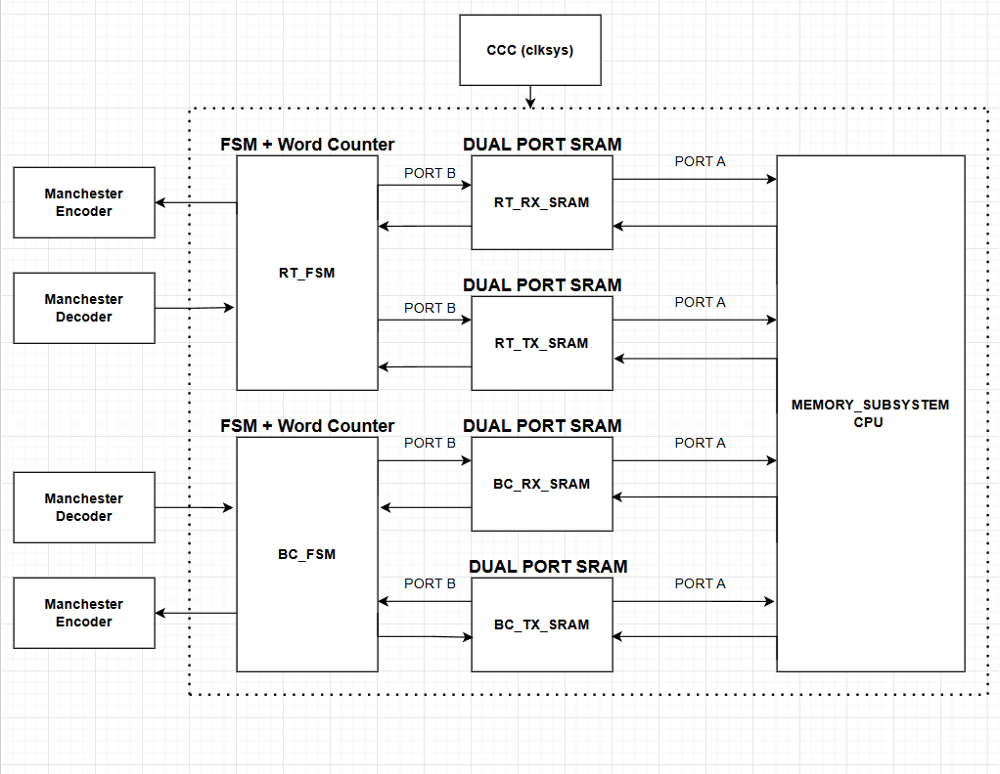 CCC (clksys)
FSM + Word Counter
DUAL PORT SRAM
PORT A
PORT B
Manchester
Encoder
RT_RX_SRAM
RT_FSM
Manchester
Decoder
DUAL PORT SRAM
PORT B
PORT A
RT_TX_SRAM
MEMORY_SUBSYSTEM
CPU
FSM + Word Counter
DUAL PORT SRAM
PORT B
PORT A
BC_RX_SRAM
Manchester
Decoder
BC_FSM
DUAL PORT SRAM
PORT B
PORT A
Manchester
Encoder
BC_TX_SRAM